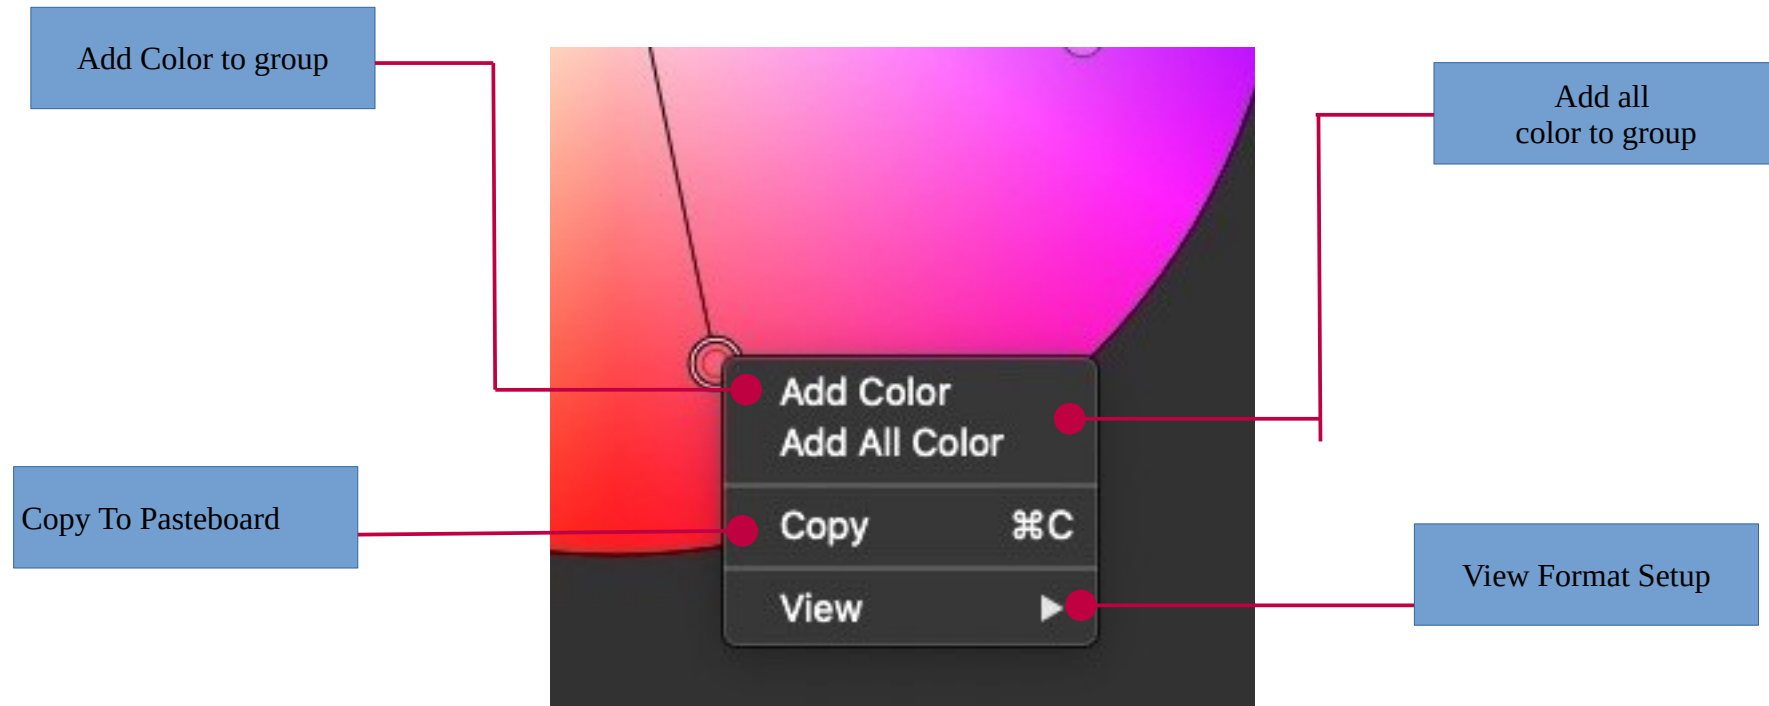 Add Color to group
Add all
color to group
Add Color
Add All Color
Copy To Pasteboard
Copy ⌘C
View Format Setup
View ▶